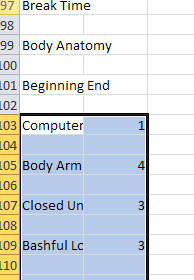 97 Break Time
98
99 Body Anatomy
100
101 Beginning End
102
103 Computer 1
104
105 Body Arm 4
106
107 Closed Un 3
108
109 Bashful Lo 3
110